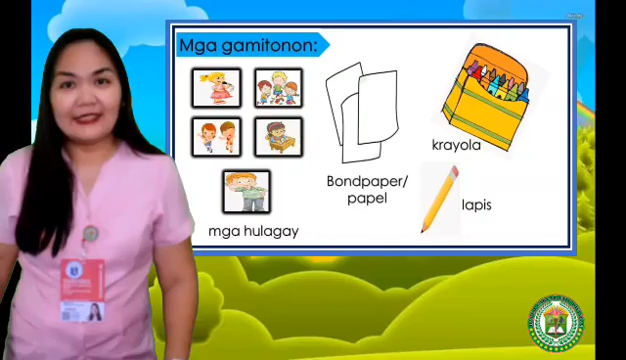 Mga gamitonon:
krayola
Bondpaper/
papel
lapis
mga hulagay